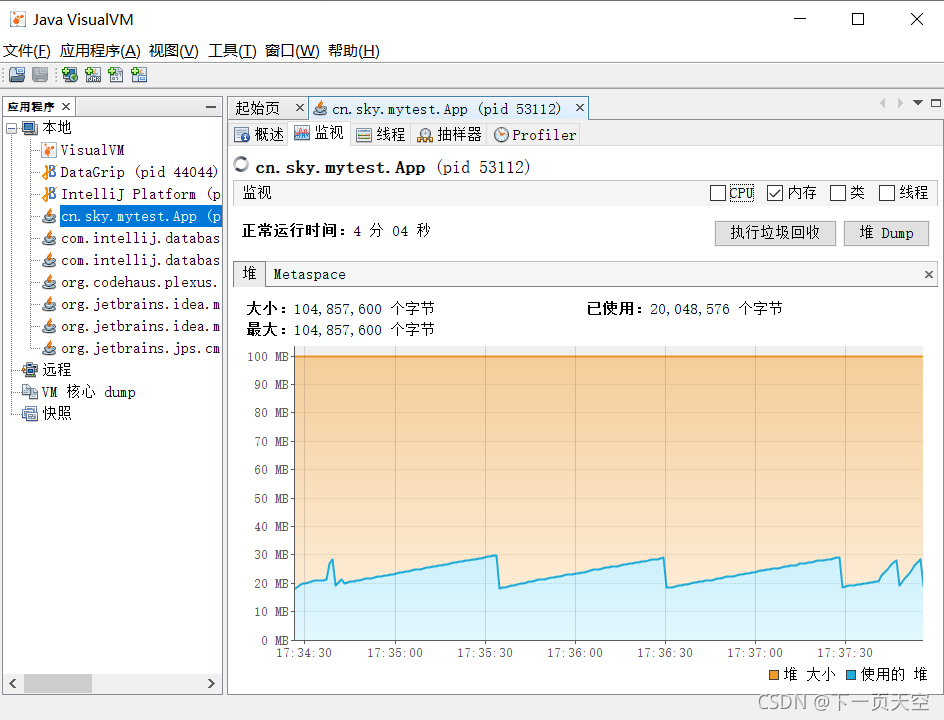 Java VisualVM
文件(F) 应用程序(A) 视图(V) 工具(T) 窗口(W) 帮助(H)
应用程序
本地
VisualVM
DataGrip (pid 44044)
IntelliJ Platform (p
cn.sky.mytest.App (p
com.intellij.databas
com.intellij.databas
org.codehaus.plexus.
org.jetbrains.idea.m
org.jetbrains.idea.m
org.jetbrains.jps.cm
远程
VM 核心 dump
快照
起始页 cn.sky.mytest.App (pid 53112)
概述 监视 线程 抽样器 Profiler
cn.sky.mytest.App (pid 53112)
监视 CPU 内存 类 线程
正常运行时间: 4 分 04 秒 执行垃圾回收 堆 Dump
堆 Metaspace
大小: 104,857,600 个字节 已使用: 20,048,576 个字节
最大: 104,857,600 个字节
100 MB
90 MB
80 MB
70 MB
60 MB
50 MB
40 MB
30 MB
20 MB
10 MB
0 MB
17:34:30 17:35:00 17:35:30 17:36:00 17:36:30 17:37:00 17:37:30
堆 大小 使用的 堆
CSDN @下一页天空